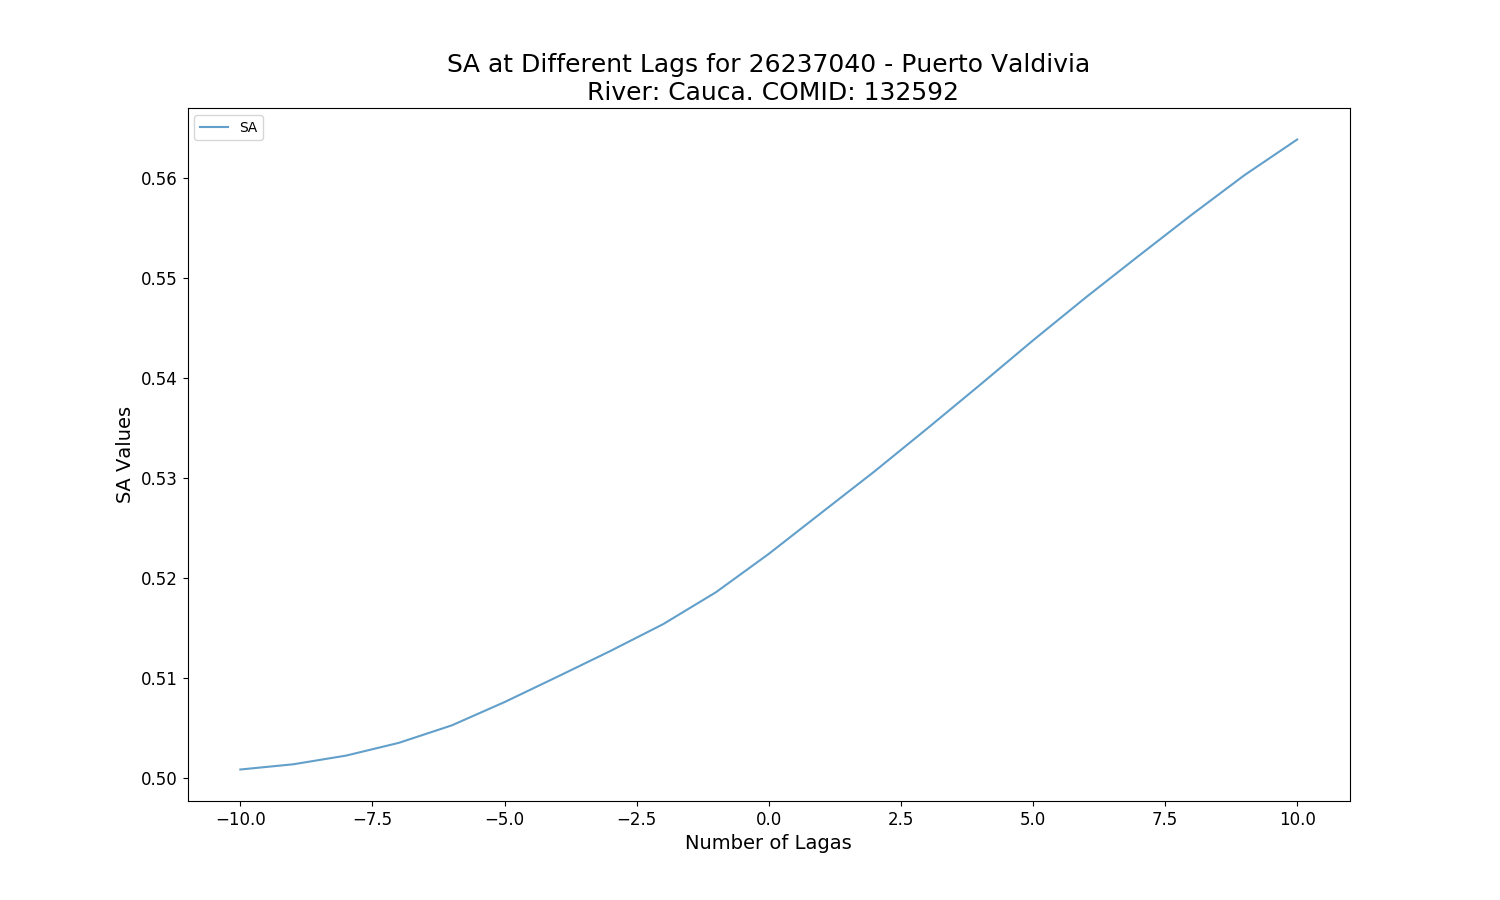 SA at Different Lags for 26237040 - Puerto Valdivia
River: Cauca. COMID: 132592
SA
0.56
0.55
0.54
0.53
0.52
0.51
0.50
SA Values
−10.0 −7.5 −5.0 −2.5 0.0 2.5 5.0 7.5 10.0
Number of Lagas